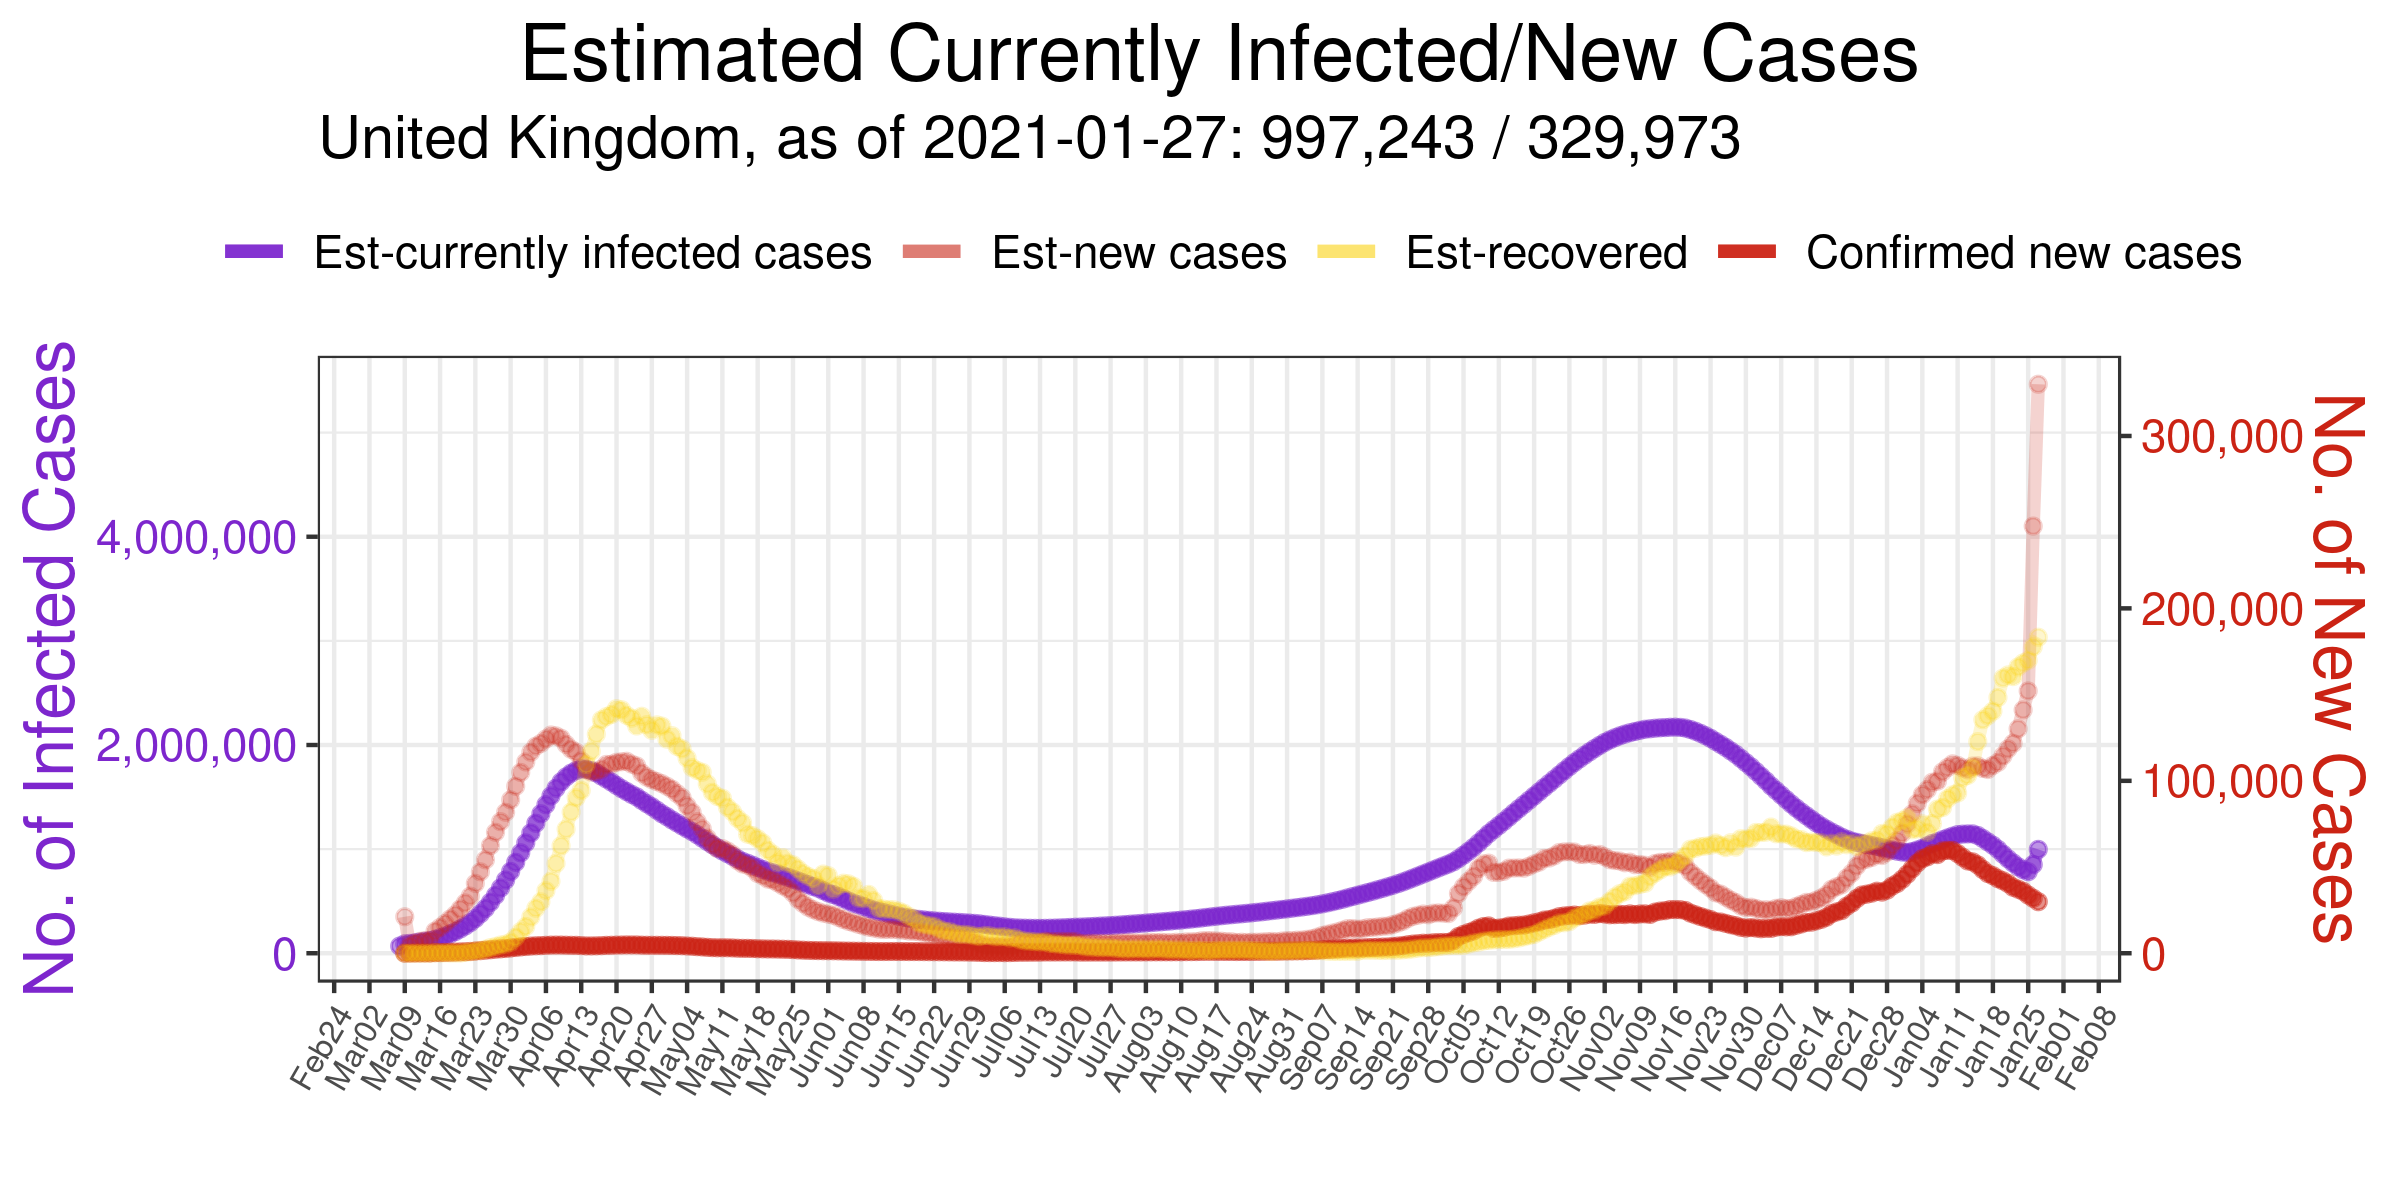 Estimated Currently Infected/New Cases
United Kingdom, as of 2021-01-27: 997,243 / 329,973
Est-currently infected cases Est-new cases Est-recovered Confirmed new cases
No. of Infected Cases
4,000,000
2,000,000
0
300,000
200,000
100,000
0
No. of New Cases
Feb24 Mar02 Mar09 Mar16 Mar23 Mar30 Apr06 Apr13 Apr20 Apr27 May04 May11 May18 May25 Jun01 Jun08 Jun15 Jun22 Jun29 Jul06 Jul13 Jul20 Jul27 Aug03 Aug10 Aug17 Aug24 Aug31 Sep07 Sep14 Sep21 Sep28 Oct05 Oct12 Oct19 Oct26 Nov02 Nov09 Nov16 Nov23 Nov30 Dec07 Dec14 Dec21 Dec28 Jan04 Jan11 Jan18 Jan25 Feb01 Feb08